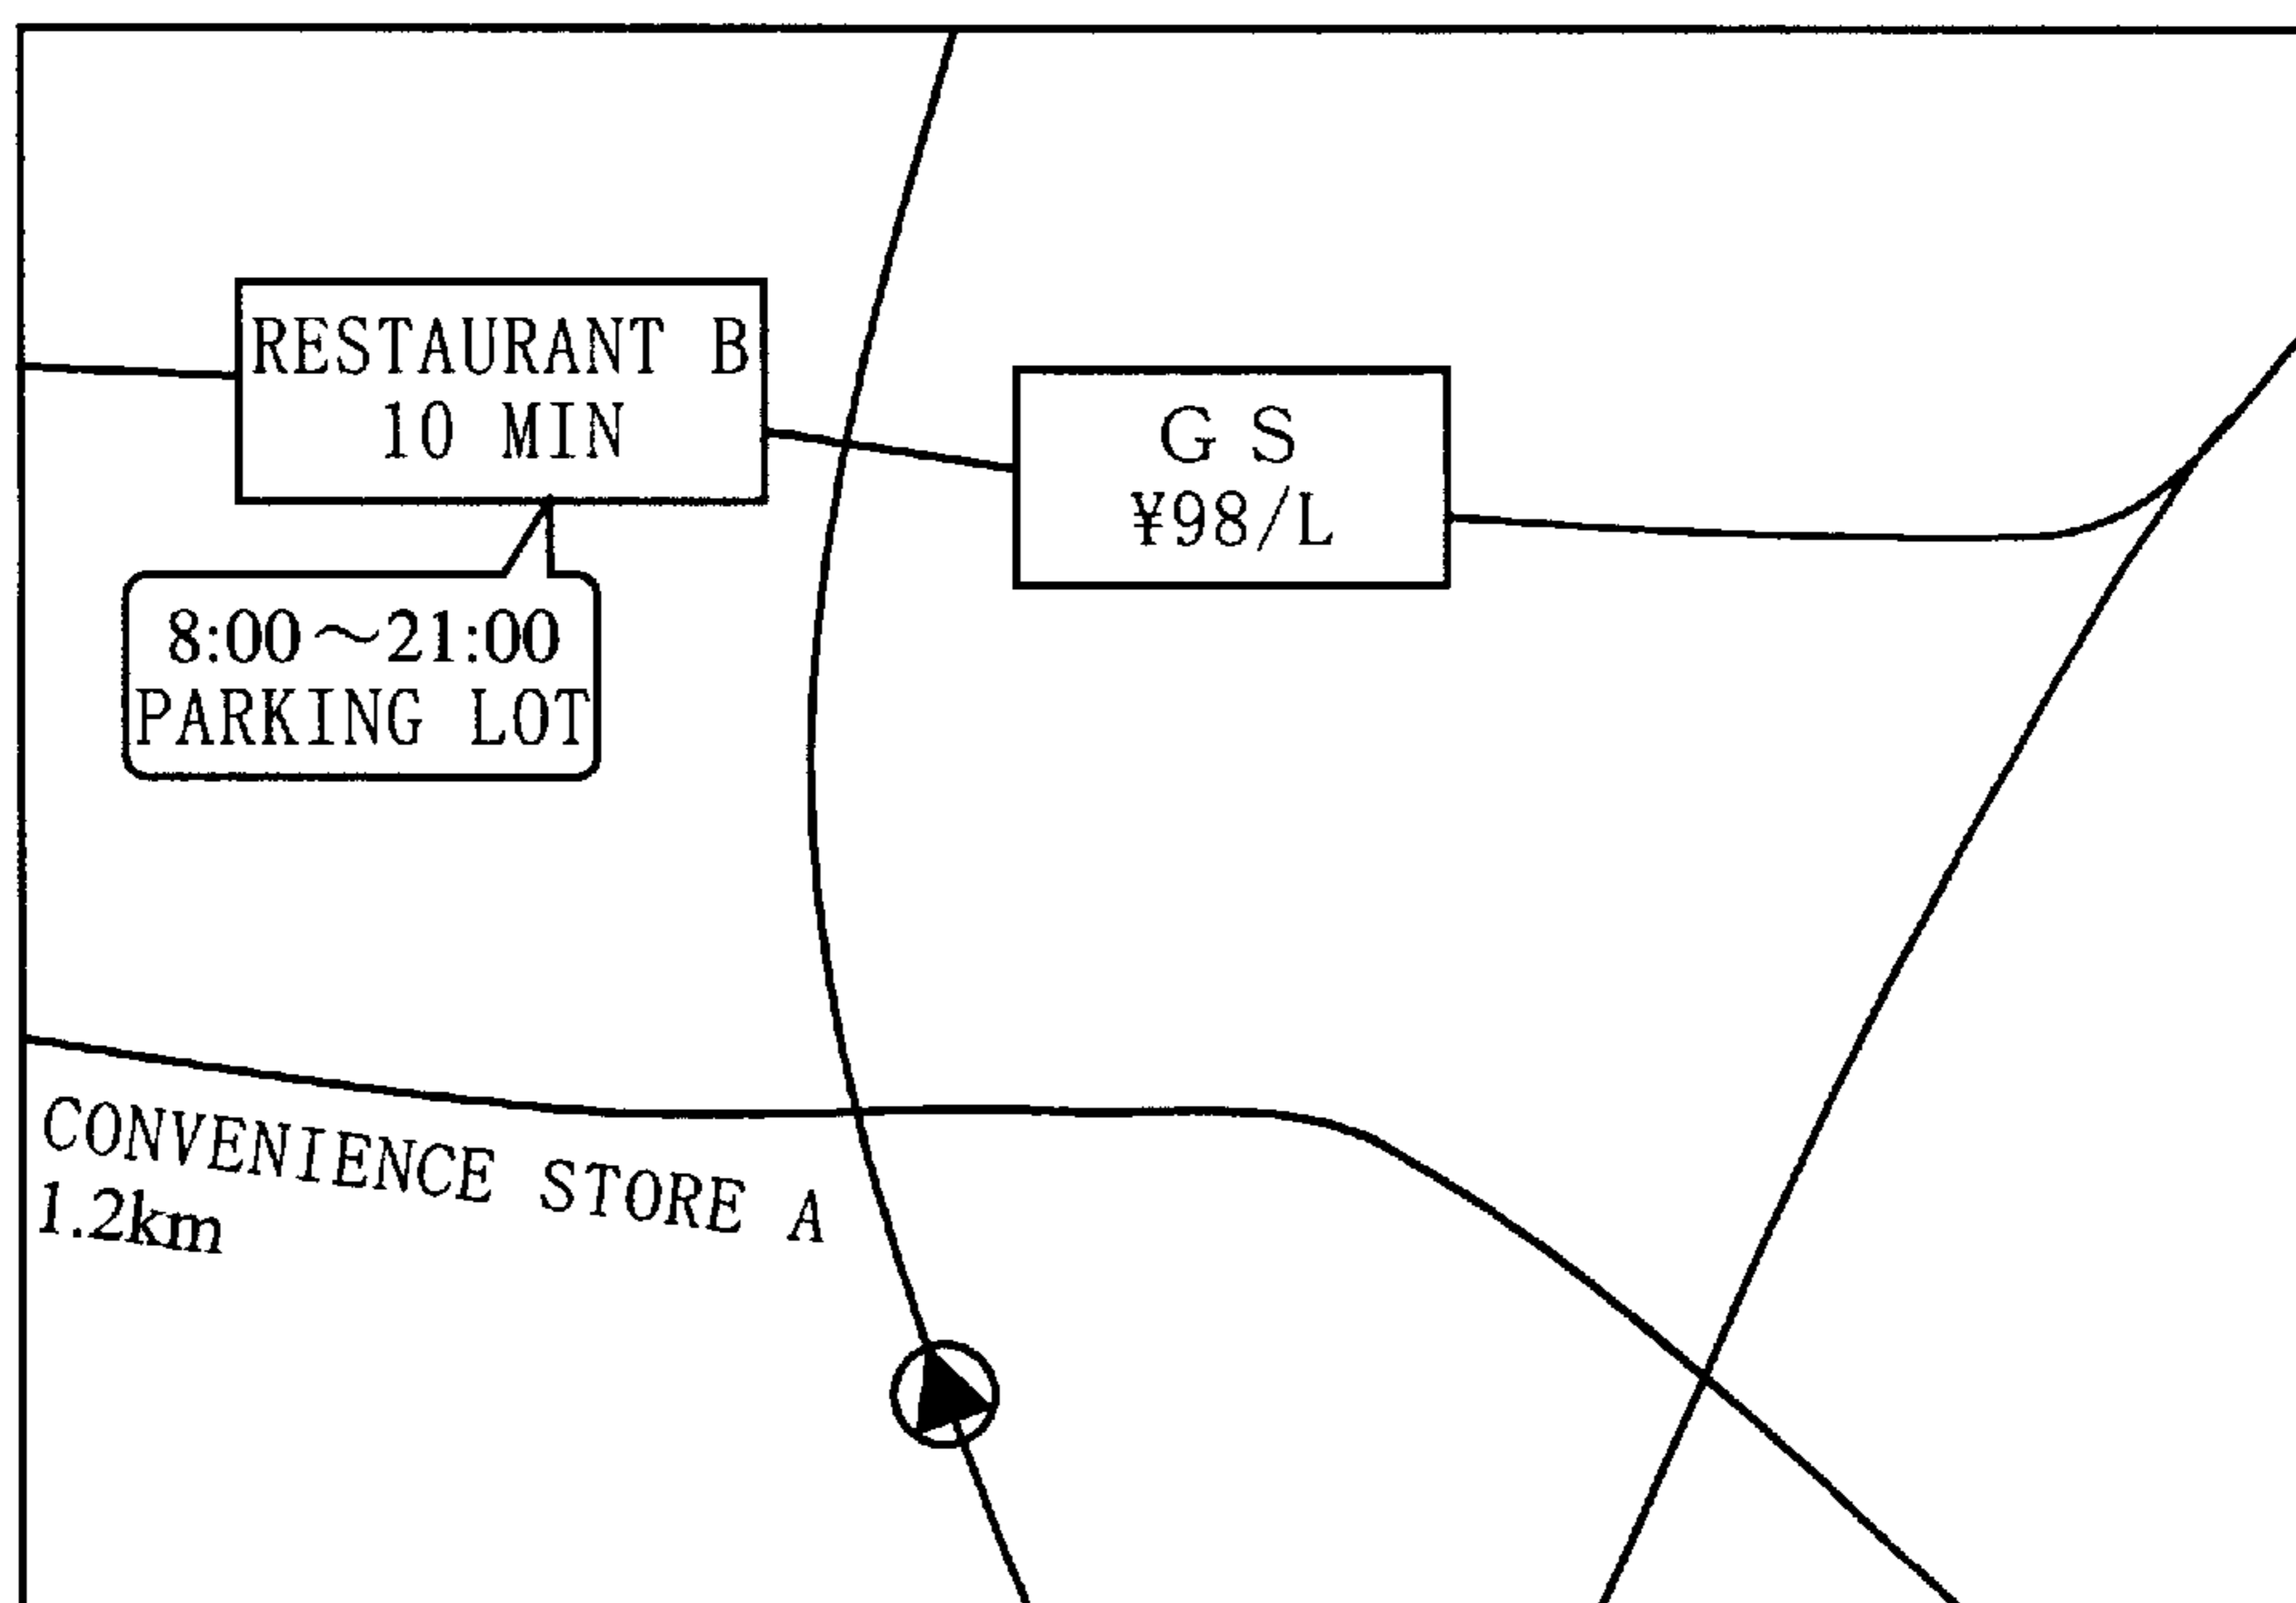 RESTAURANT B
10 MIN
8:00～21:00
PARKING LOT
G S
¥98/L
CONVENIENCE STORE A
1.2km